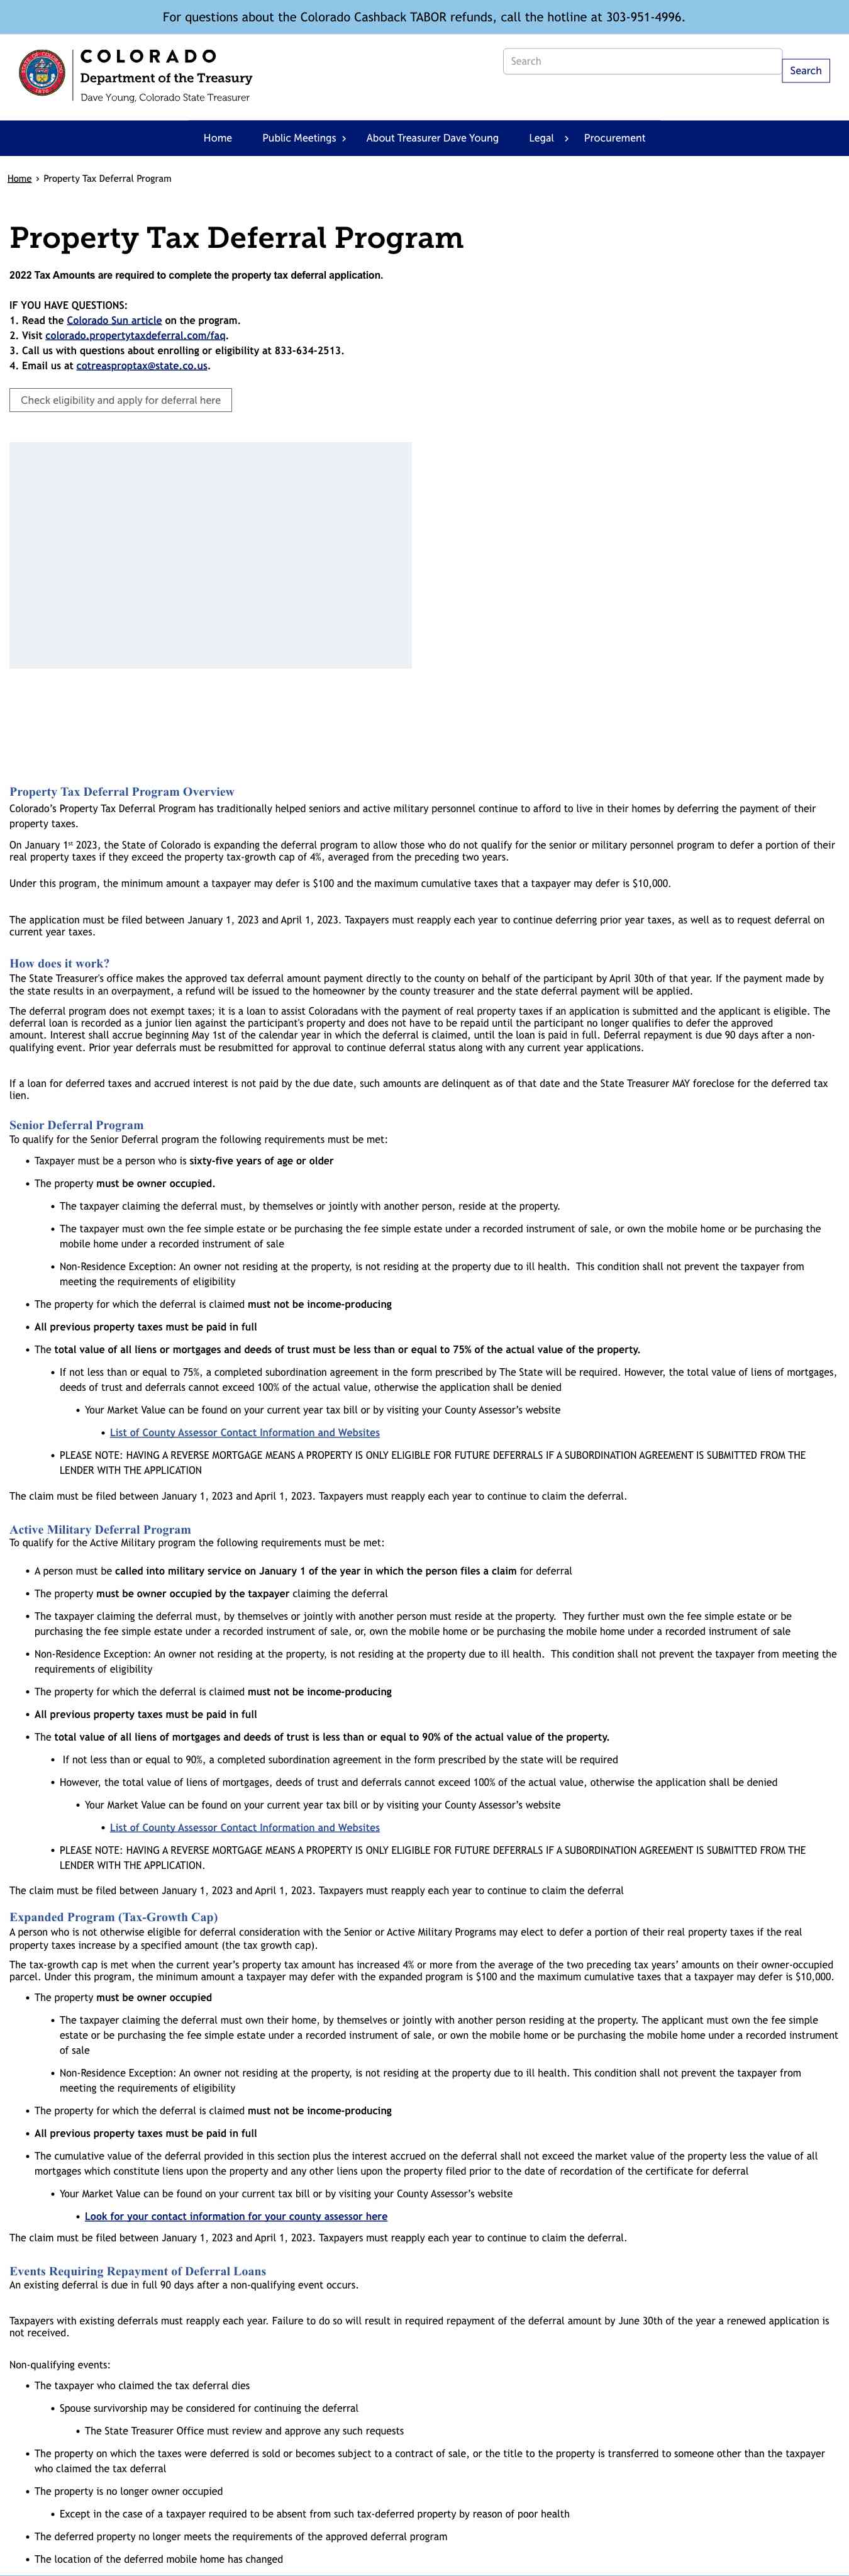 For questions about the Colorado Cashback TABOR refunds, call the hotline at 303-951-4996.
COLORADO
Department of the Treasury
Dave Young, Colorado State Treasurer
Search
Search
Home Public Meetings › About Treasurer Dave Young Legal › Procurement
Home › Property Tax Deferral Program
Property Tax Deferral Program
2022 Tax Amounts are required to complete the property tax deferral application.
IF YOU HAVE QUESTIONS:
1. Read the Colorado Sun article on the program.
2. Visit colorado.propertytaxdeferral.com/faq.
3. Call us with questions about enrolling or eligibility at 833-634-2513.
4. Email us at cotreasproptax@state.co.us.
Check eligibility and apply for deferral here
Property Tax Deferral Program Overview
Colorado’s Property Tax Deferral Program has traditionally helped seniors and active military personnel continue to afford to live in their homes by deferring the payment of their
property taxes.
On January 1st 2023, the State of Colorado is expanding the deferral program to allow those who do not qualify for the senior or military personnel program to defer a portion of their
real property taxes if they exceed the property tax-growth cap of 4%, averaged from the preceding two years.
Under this program, the minimum amount a taxpayer may defer is $100 and the maximum cumulative taxes that a taxpayer may defer is $10,000.
The application must be filed between January 1, 2023 and April 1, 2023. Taxpayers must reapply each year to continue deferring prior year taxes, as well as to request deferral on
current year taxes.
How does it work?
The State Treasurer's office makes the approved tax deferral amount payment directly to the county on behalf of the participant by April 30th of that year. If the payment made by
the state results in an overpayment, a refund will be issued to the homeowner by the county treasurer and the state deferral payment will be applied.
The deferral program does not exempt taxes; it is a loan to assist Coloradans with the payment of real property taxes if an application is submitted and the applicant is eligible. The
deferral loan is recorded as a junior lien against the participant's property and does not have to be repaid until the participant no longer qualifies to defer the approved
amount. Interest shall accrue beginning May 1st of the calendar year in which the deferral is claimed, until the loan is paid in full. Deferral repayment is due 90 days after a non-
qualifying event. Prior year deferrals must be resubmitted for approval to continue deferral status along with any current year applications.
If a loan for deferred taxes and accrued interest is not paid by the due date, such amounts are delinquent as of that date and the State Treasurer MAY foreclose for the deferred tax
lien.
Senior Deferral Program
To qualify for the Senior Deferral program the following requirements must be met:
• Taxpayer must be a person who is sixty-five years of age or older
• The property must be owner occupied.
• The taxpayer claiming the deferral must, by themselves or jointly with another person, reside at the property.
• The taxpayer must own the fee simple estate or be purchasing the fee simple estate under a recorded instrument of sale, or own the mobile home or be purchasing the
mobile home under a recorded instrument of sale
• Non-Residence Exception: An owner not residing at the property, is not residing at the property due to ill health. This condition shall not prevent the taxpayer from
meeting the requirements of eligibility
• The property for which the deferral is claimed must not be income-producing
• All previous property taxes must be paid in full
• The total value of all liens or mortgages and deeds of trust must be less than or equal to 75% of the actual value of the property.
• If not less than or equal to 75%, a completed subordination agreement in the form prescribed by The State will be required. However, the total value of liens of mortgages,
deeds of trust and deferrals cannot exceed 100% of the actual value, otherwise the application shall be denied
• Your Market Value can be found on your current year tax bill or by visiting your County Assessor’s website
• List of County Assessor Contact Information and Websites
• PLEASE NOTE: HAVING A REVERSE MORTGAGE MEANS A PROPERTY IS ONLY ELIGIBLE FOR FUTURE DEFERRALS IF A SUBORDINATION AGREEMENT IS SUBMITTED FROM THE
LENDER WITH THE APPLICATION
The claim must be filed between January 1, 2023 and April 1, 2023. Taxpayers must reapply each year to continue to claim the deferral.
Active Military Deferral Program
To qualify for the Active Military program the following requirements must be met:
• A person must be called into military service on January 1 of the year in which the person files a claim for deferral
• The property must be owner occupied by the taxpayer claiming the deferral
• The taxpayer claiming the deferral must, by themselves or jointly with another person must reside at the property. They further must own the fee simple estate or be
purchasing the fee simple estate under a recorded instrument of sale, or, own the mobile home or be purchasing the mobile home under a recorded instrument of sale
• Non-Residence Exception: An owner not residing at the property, is not residing at the property due to ill health. This condition shall not prevent the taxpayer from meeting the
requirements of eligibility
• The property for which the deferral is claimed must not be income-producing
• All previous property taxes must be paid in full
• The total value of all liens of mortgages and deeds of trust is less than or equal to 90% of the actual value of the property.
• If not less than or equal to 90%, a completed subordination agreement in the form prescribed by the state will be required
• However, the total value of liens of mortgages, deeds of trust and deferrals cannot exceed 100% of the actual value, otherwise the application shall be denied
• Your Market Value can be found on your current year tax bill or by visiting your County Assessor’s website
• List of County Assessor Contact Information and Websites
• PLEASE NOTE: HAVING A REVERSE MORTGAGE MEANS A PROPERTY IS ONLY ELIGIBLE FOR FUTURE DEFERRALS IF A SUBORDINATION AGREEMENT IS SUBMITTED FROM THE
LENDER WITH THE APPLICATION.
The claim must be filed between January 1, 2023 and April 1, 2023. Taxpayers must reapply each year to continue to claim the deferral
Expanded Program (Tax-Growth Cap)
A person who is not otherwise eligible for deferral consideration with the Senior or Active Military Programs may elect to defer a portion of their real property taxes if the real
property taxes increase by a specified amount (the tax growth cap).
The tax-growth cap is met when the current year’s property tax amount has increased 4% or more from the average of the two preceding tax years’ amounts on their owner-occupied
parcel. Under this program, the minimum amount a taxpayer may defer with the expanded program is $100 and the maximum cumulative taxes that a taxpayer may defer is $10,000.
• The property must be owner occupied
• The taxpayer claiming the deferral must own their home, by themselves or jointly with another person residing at the property. The applicant must own the fee simple
estate or be purchasing the fee simple estate under a recorded instrument of sale, or own the mobile home or be purchasing the mobile home under a recorded instrument
of sale
• Non-Residence Exception: An owner not residing at the property, is not residing at the property due to ill health. This condition shall not prevent the taxpayer from
meeting the requirements of eligibility
• The property for which the deferral is claimed must not be income-producing
• All previous property taxes must be paid in full
• The cumulative value of the deferral provided in this section plus the interest accrued on the deferral shall not exceed the market value of the property less the value of all
mortgages which constitute liens upon the property and any other liens upon the property filed prior to the date of recordation of the certificate for deferral
• Your Market Value can be found on your current tax bill or by visiting your County Assessor’s website
• Look for your contact information for your county assessor here
The claim must be filed between January 1, 2023 and April 1, 2023. Taxpayers must reapply each year to continue to claim the deferral.
Events Requiring Repayment of Deferral Loans
An existing deferral is due in full 90 days after a non-qualifying event occurs.
Taxpayers with existing deferrals must reapply each year. Failure to do so will result in required repayment of the deferral amount by June 30th of the year a renewed application is
not received.
Non-qualifying events:
• The taxpayer who claimed the tax deferral dies
• Spouse survivorship may be considered for continuing the deferral
• The State Treasurer Office must review and approve any such requests
• The property on which the taxes were deferred is sold or becomes subject to a contract of sale, or the title to the property is transferred to someone other than the taxpayer
who claimed the tax deferral
• The property is no longer owner occupied
• Except in the case of a taxpayer required to be absent from such tax-deferred property by reason of poor health
• The deferred property no longer meets the requirements of the approved deferral program
• The location of the deferred mobile home has changed